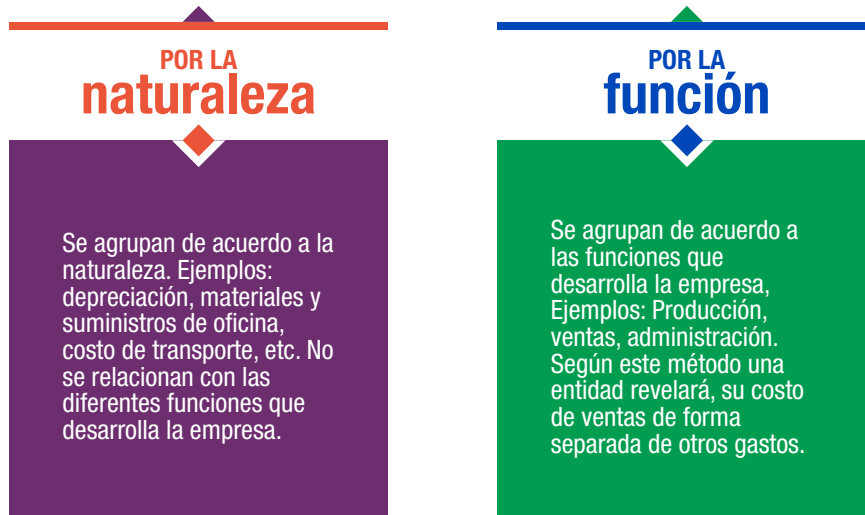 POR LA
naturaleza
Se agrupan de acuerdo a la
naturaleza. Ejemplos:
depreciación, materiales y
suministros de oficina,
costo de transporte, etc. No
se relacionan con las
diferentes funciones que
desarrolla la empresa.
POR LA
función
Se agrupan de acuerdo a
las funciones que
desarrolla la empresa,
Ejemplos: Producción,
ventas, administración.
Según este método una
entidad revelará, su costo
de ventas de forma
separada de otros gastos.